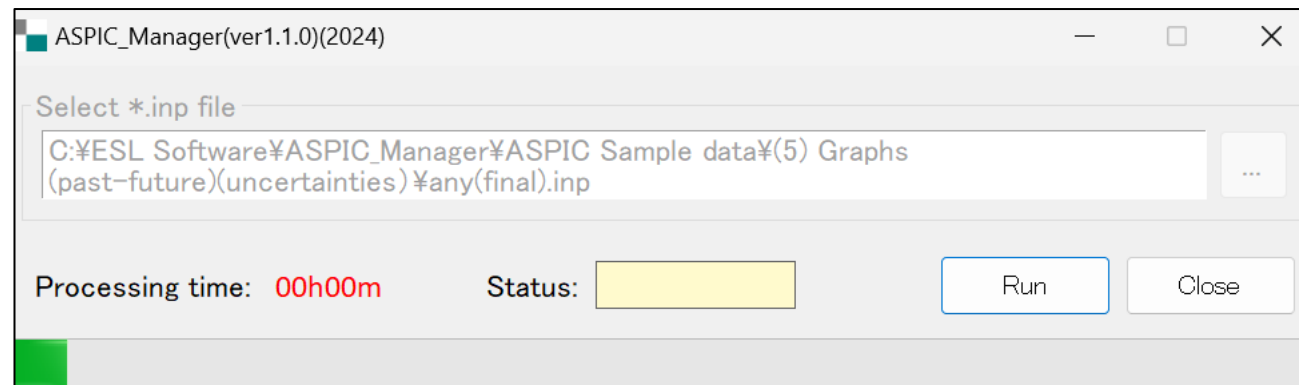 ASPIC_Manager(ver1.1.0)(2024)
Select *.inp file
C:¥ESL Software¥ASPIC_Manager¥ASPIC Sample data¥(5) Graphs
(past-future)(uncertainties)¥any(final).inp
...
Processing time: 00h00m Status: Run Close